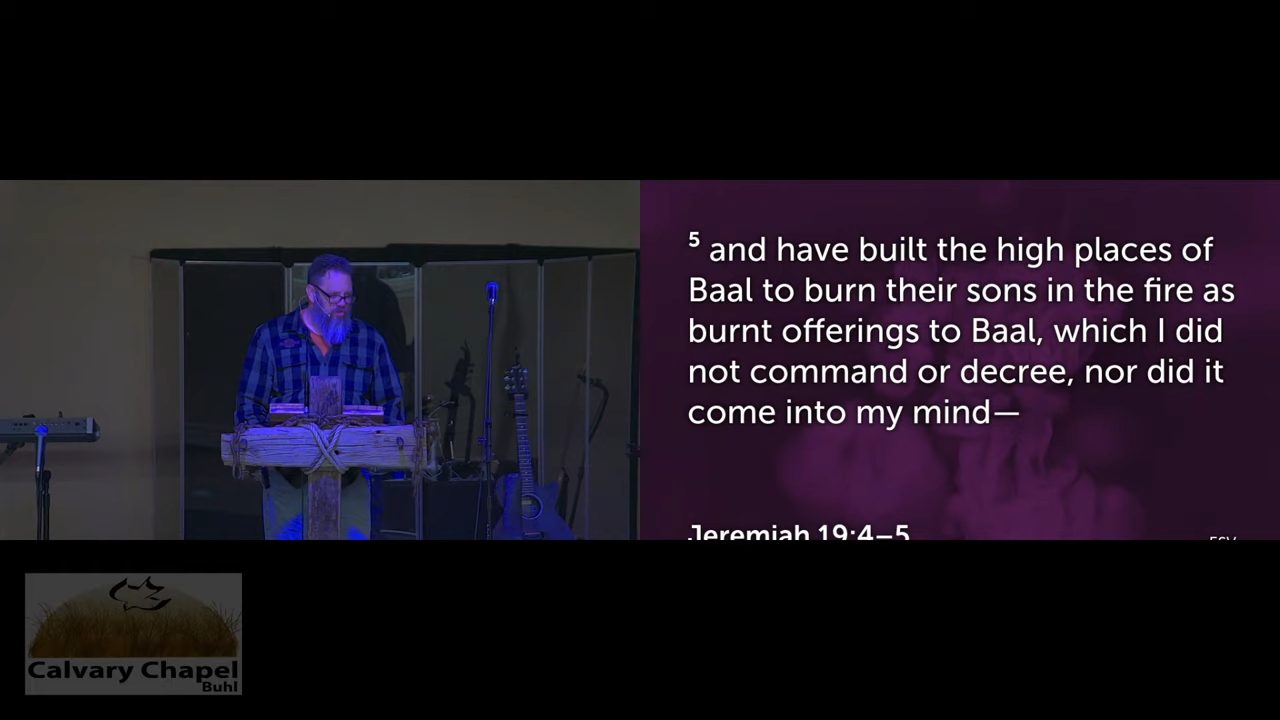 5 and have built the high places of
Baal to burn their sons in the fire as
burnt offerings to Baal, which I did
not command or decree, nor did it
come into my mind—
Jeremiah 19:4–5
ESV
Calvary Chapel
Buhl